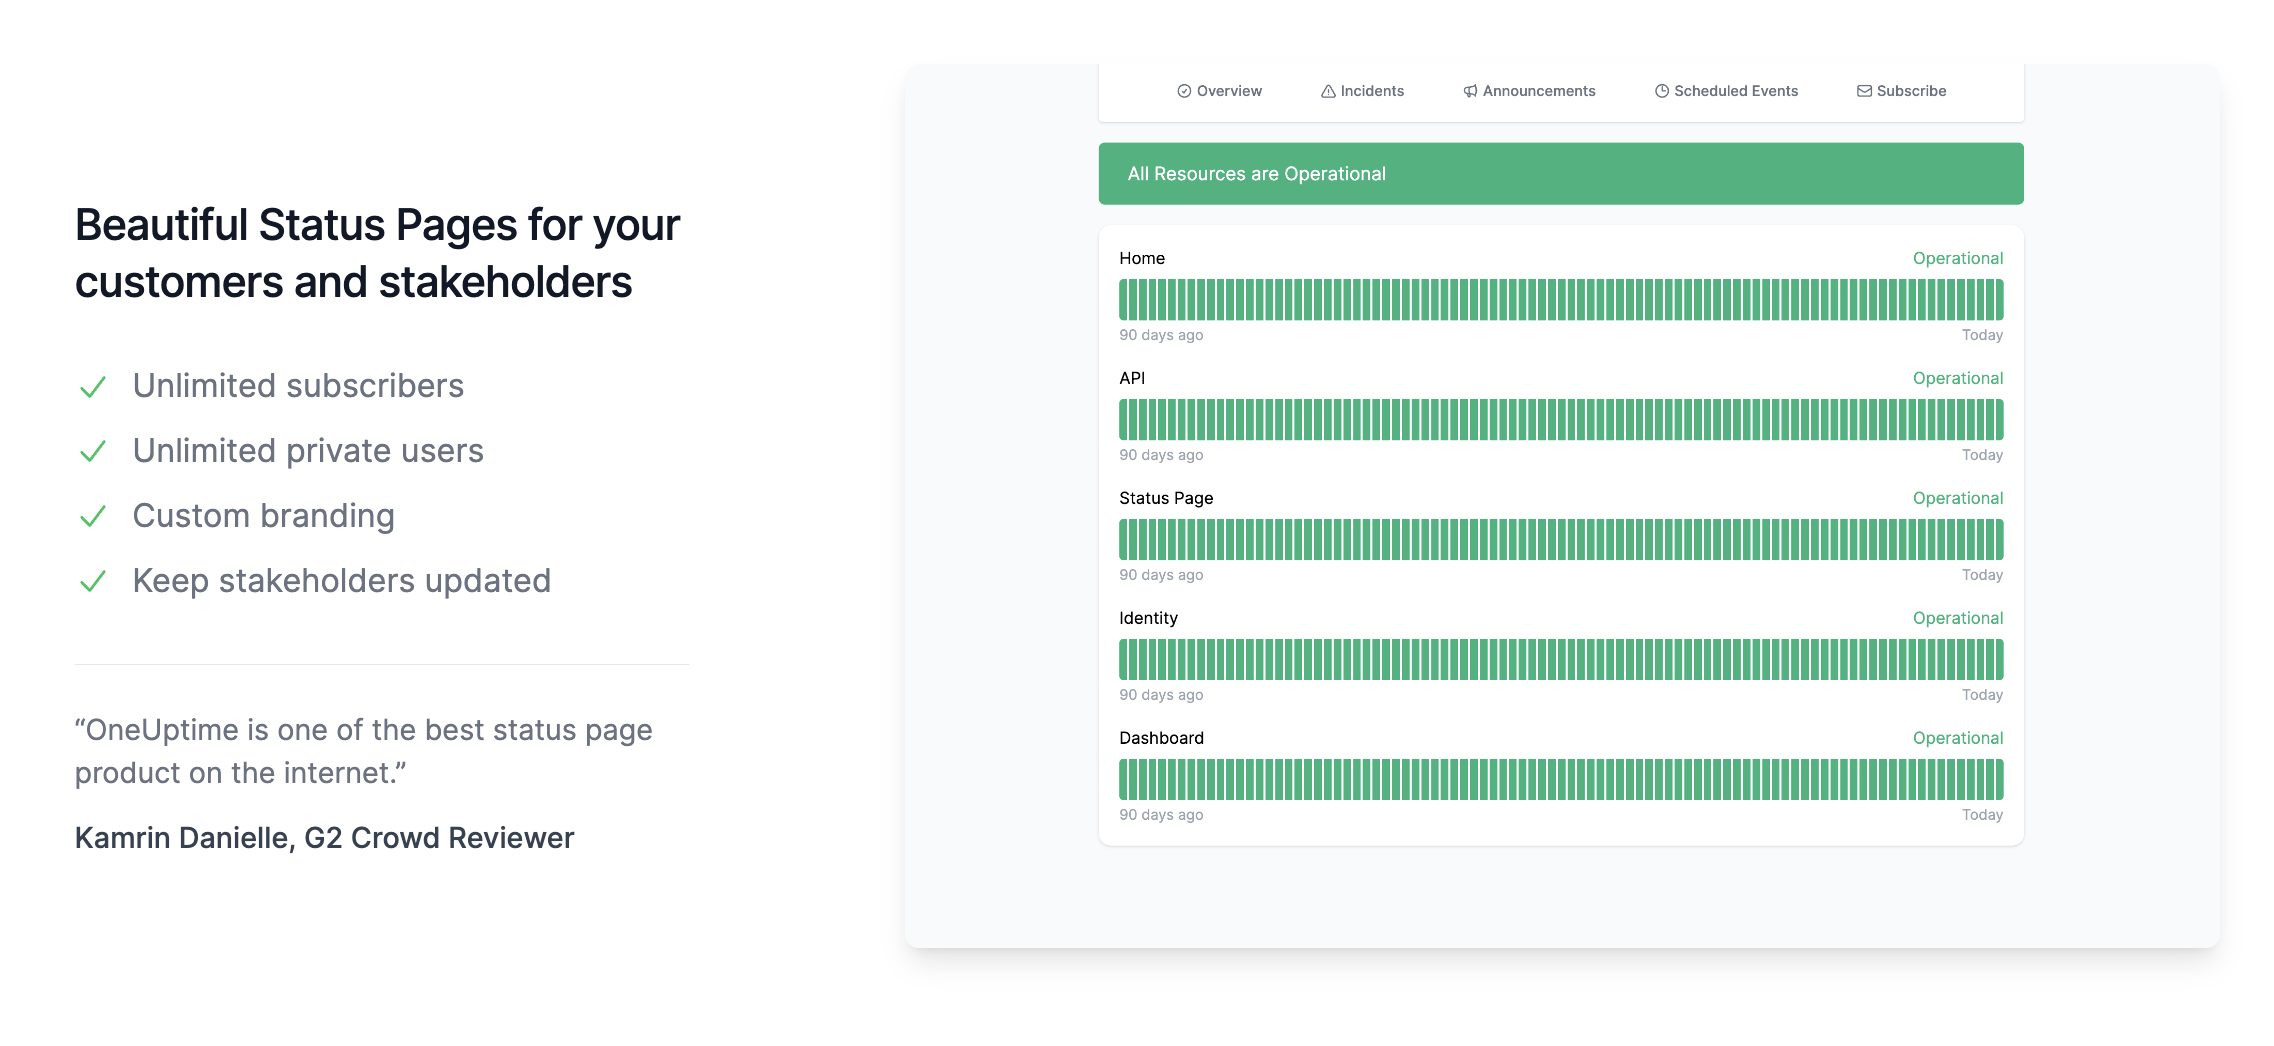 Beautiful Status Pages for your
customers and stakeholders
Unlimited subscribers
Unlimited private users
Custom branding
Keep stakeholders updated
“OneUptime is one of the best status page
product on the internet.”
Kamrin Danielle, G2 Crowd Reviewer
Overview Incidents Announcements Scheduled Events Subscribe
All Resources are Operational
Home Operational
90 days ago Today
API Operational
90 days ago Today
Status Page Operational
90 days ago Today
Identity Operational
90 days ago Today
Dashboard Operational
90 days ago Today